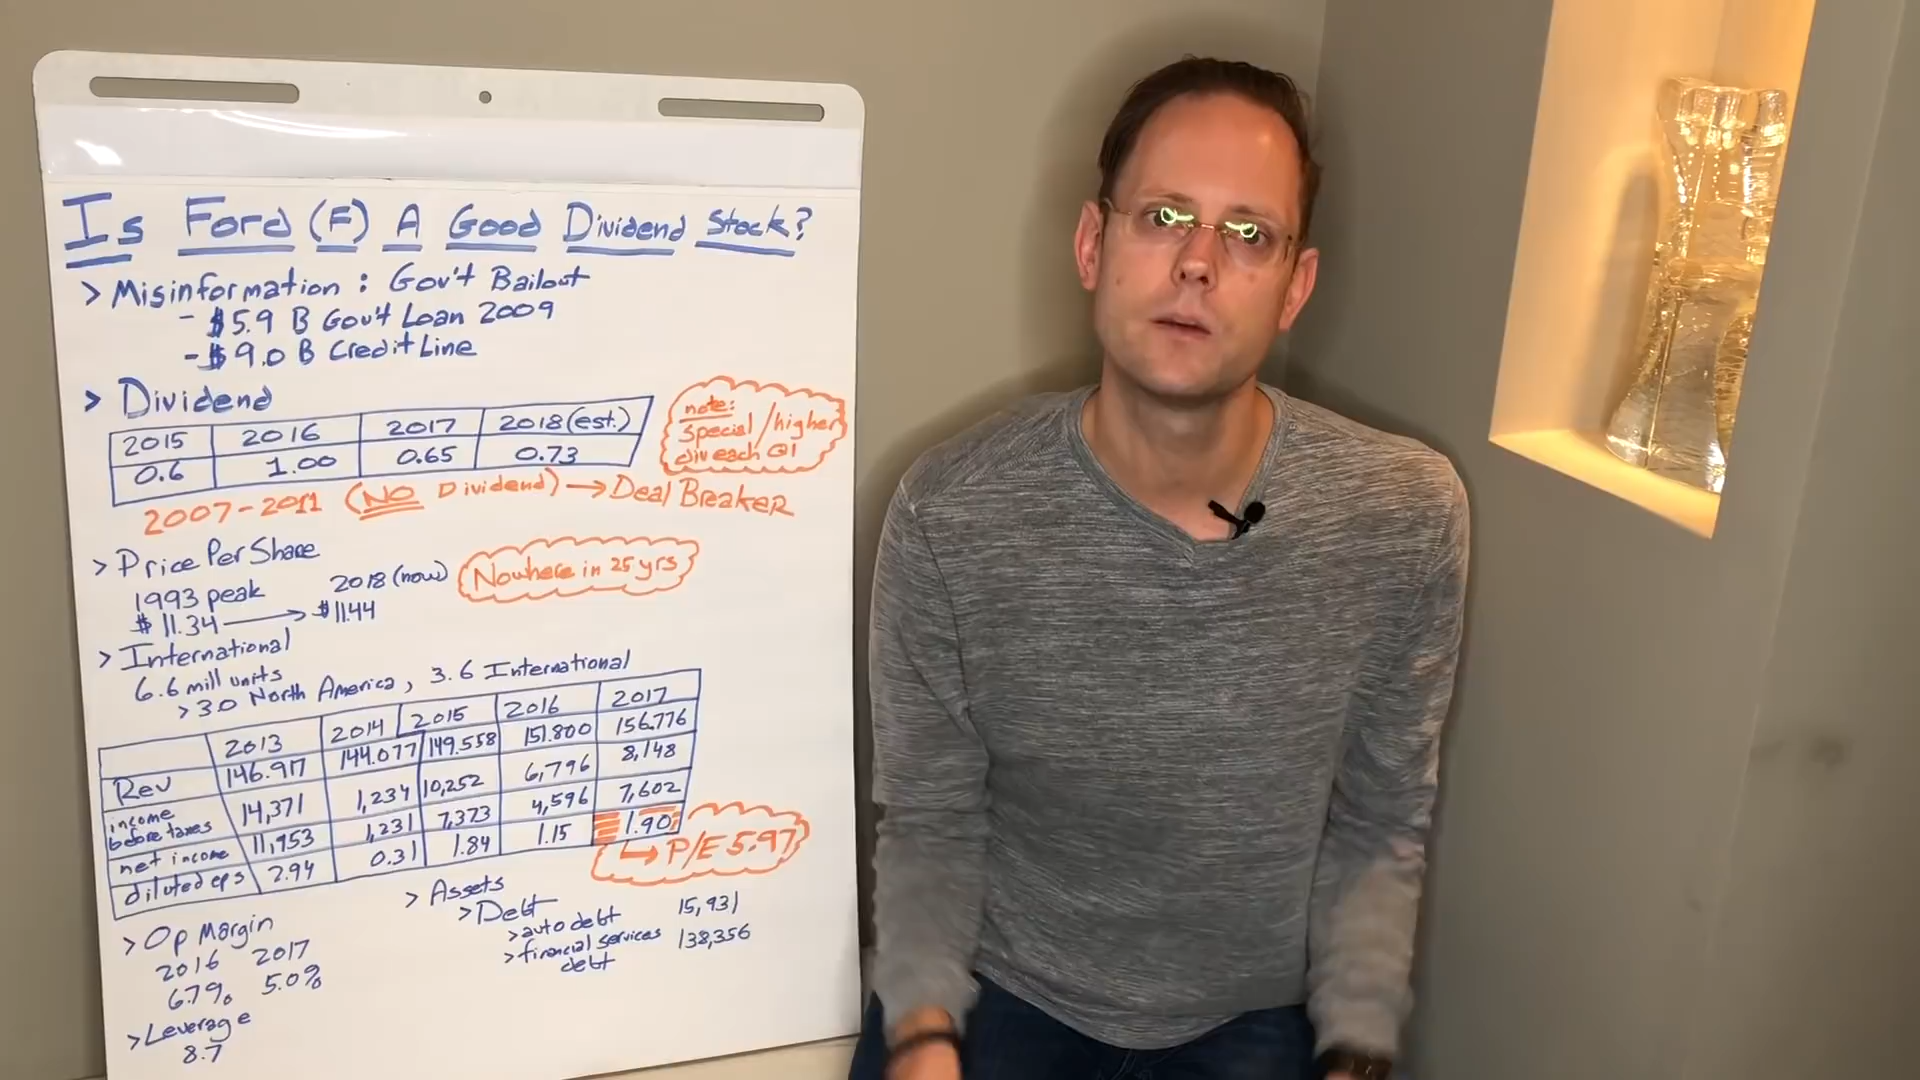 Is Ford (F) A Good Dividend Stock?
> Misinformation : Gov't Bailout
- $5.9 B Gov't Loan 2009
- $9.0 B Credit Line
> Dividend
2015 2016 2017 2018 (est.)
0.6 1.00 0.65 0.73
note:
special/higher
div each Q1
2007-2011 (NO Dividend) → Deal Breaker
> Price Per Share
1993 peak 2018 (now)
$11.34 → $11.44
Nowhere in 25 yrs
> International
6.6 mill units
> 3.0 North America, 3.6 International
2013 2014 2015 2016 2017
Rev 146.917 144.077 149.558 151.800 156.776
income before taxes 14,371 1,234 10,252 6,796 8,148
net income 11,953 1,231 7,373 4,596 7,602
diluted eps 2.94 0.31 1.84 1.15 1.90
→ P/E 5.97
> Op Margin
2016 2017
6.7% 5.0%
> Leverage
8.7
> Assets
> Debt
> auto debt 15,931
> financial services debt 138,356